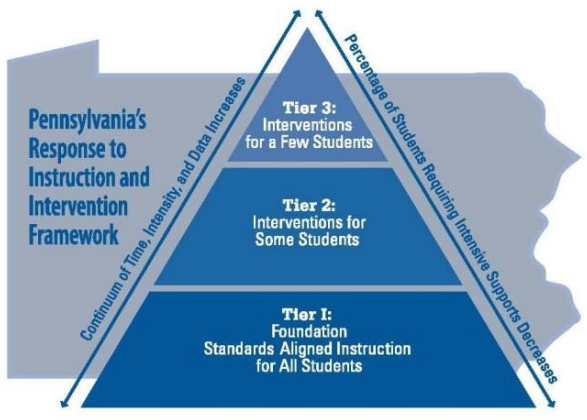 Pennsylvania's
Response to
Instruction and
Intervention
Framework
Continuum of Time, Intensity, and Data Increases
Percentage of Students Requiring Intensive Supports Decreases
Tier 3:
Interventions
for a Few Students
Tier 2:
Interventions for
Some Students
Tier I:
Foundation
Standards Aligned Instruction
for All Students